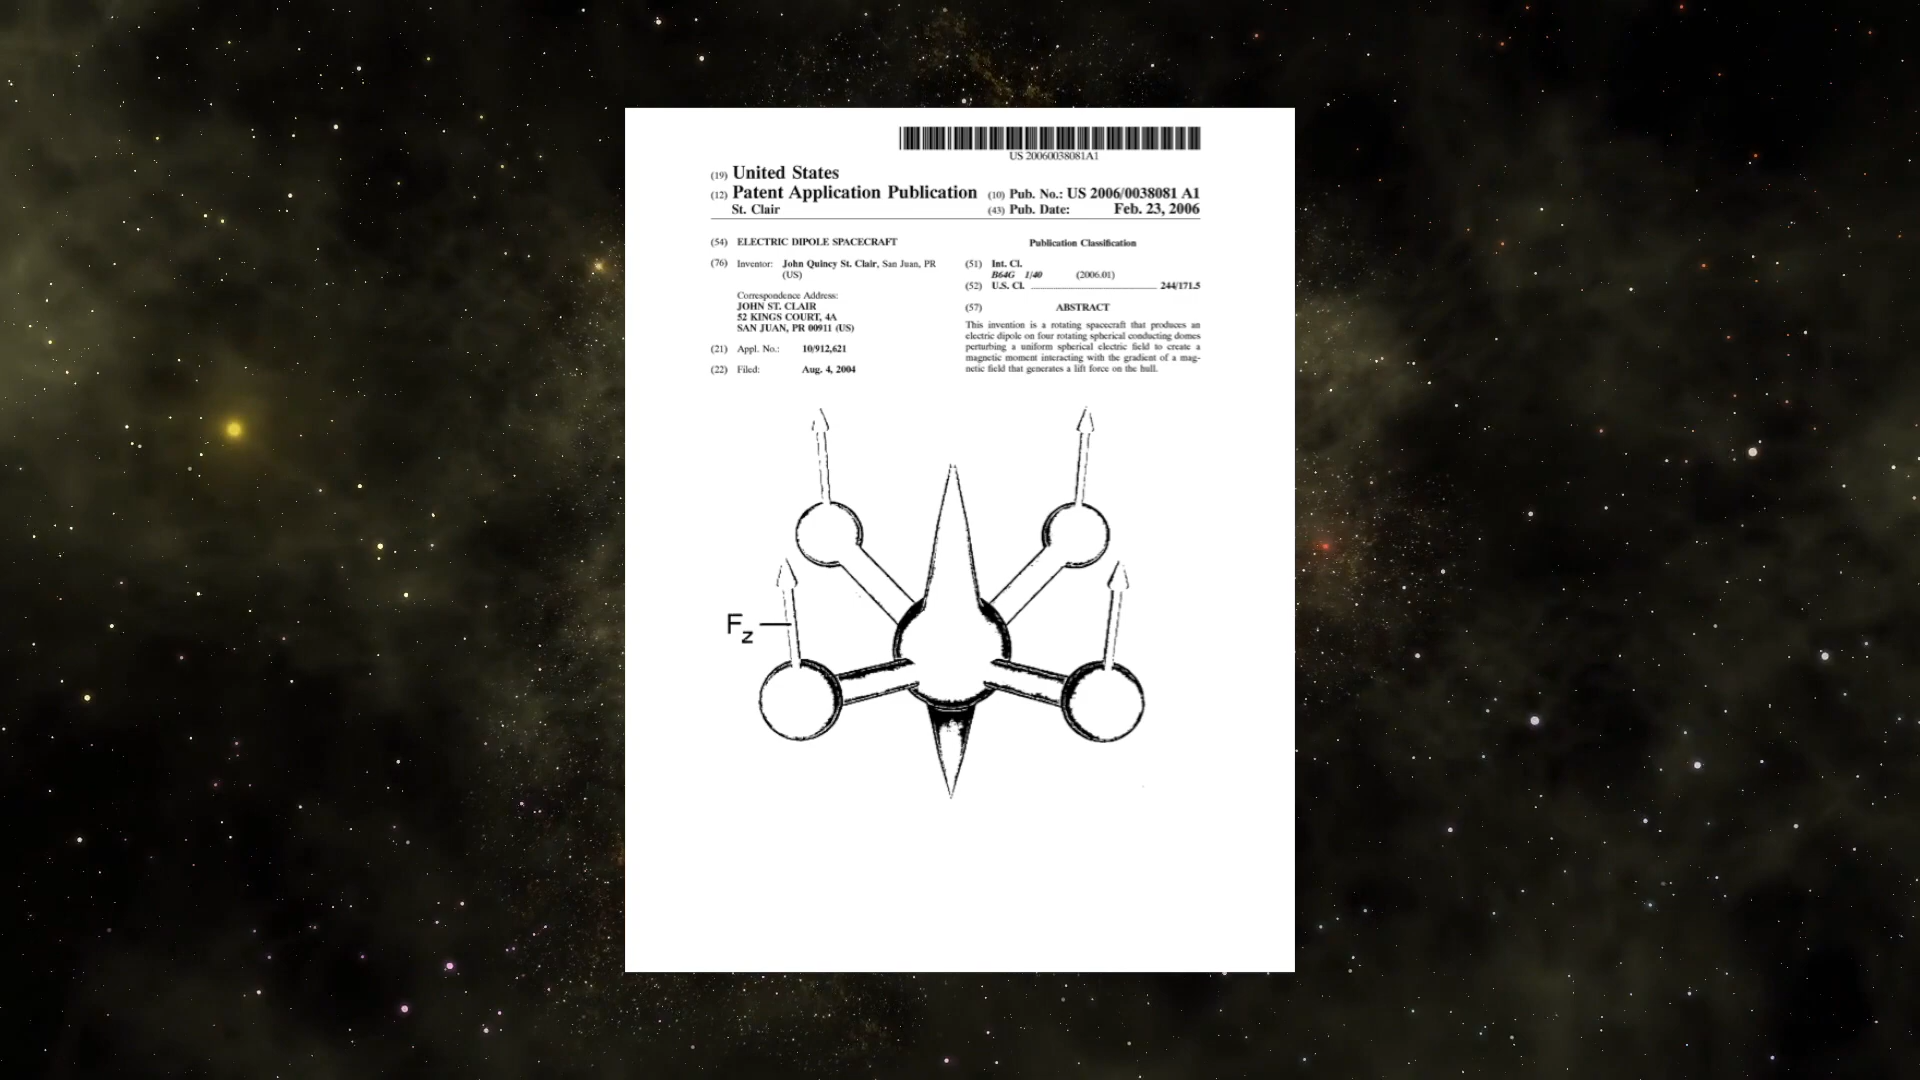 US 20060038081A1
(19) United States
(12) Patent Application Publication (10) Pub. No.: US 2006/0038081 A1
St. Clair (43) Pub. Date: Feb. 23, 2006
(54) ELECTRIC DIPOLE SPACECRAFT
(76) Inventor: John Quincy St. Clair, San Juan, PR
(US)
Correspondence Address:
JOHN ST. CLAIR
52 KINGS COURT, 4A
SAN JUAN, PR 00911 (US)
(21) Appl. No.: 10/912,621
(22) Filed: Aug. 4, 2004
Publication Classification
(51) Int. Cl.
B64G 1/40 (2006.01)
(52) U.S. Cl. 244/171.5
(57) ABSTRACT
This invention is a rotating spacecraft that produces an
electric dipole on four rotating spherical conducting domes
perturbing a uniform spherical electric field to create a
magnetic moment interacting with the gradient of a mag-
netic field that generates a lift force on the hull.
Fz